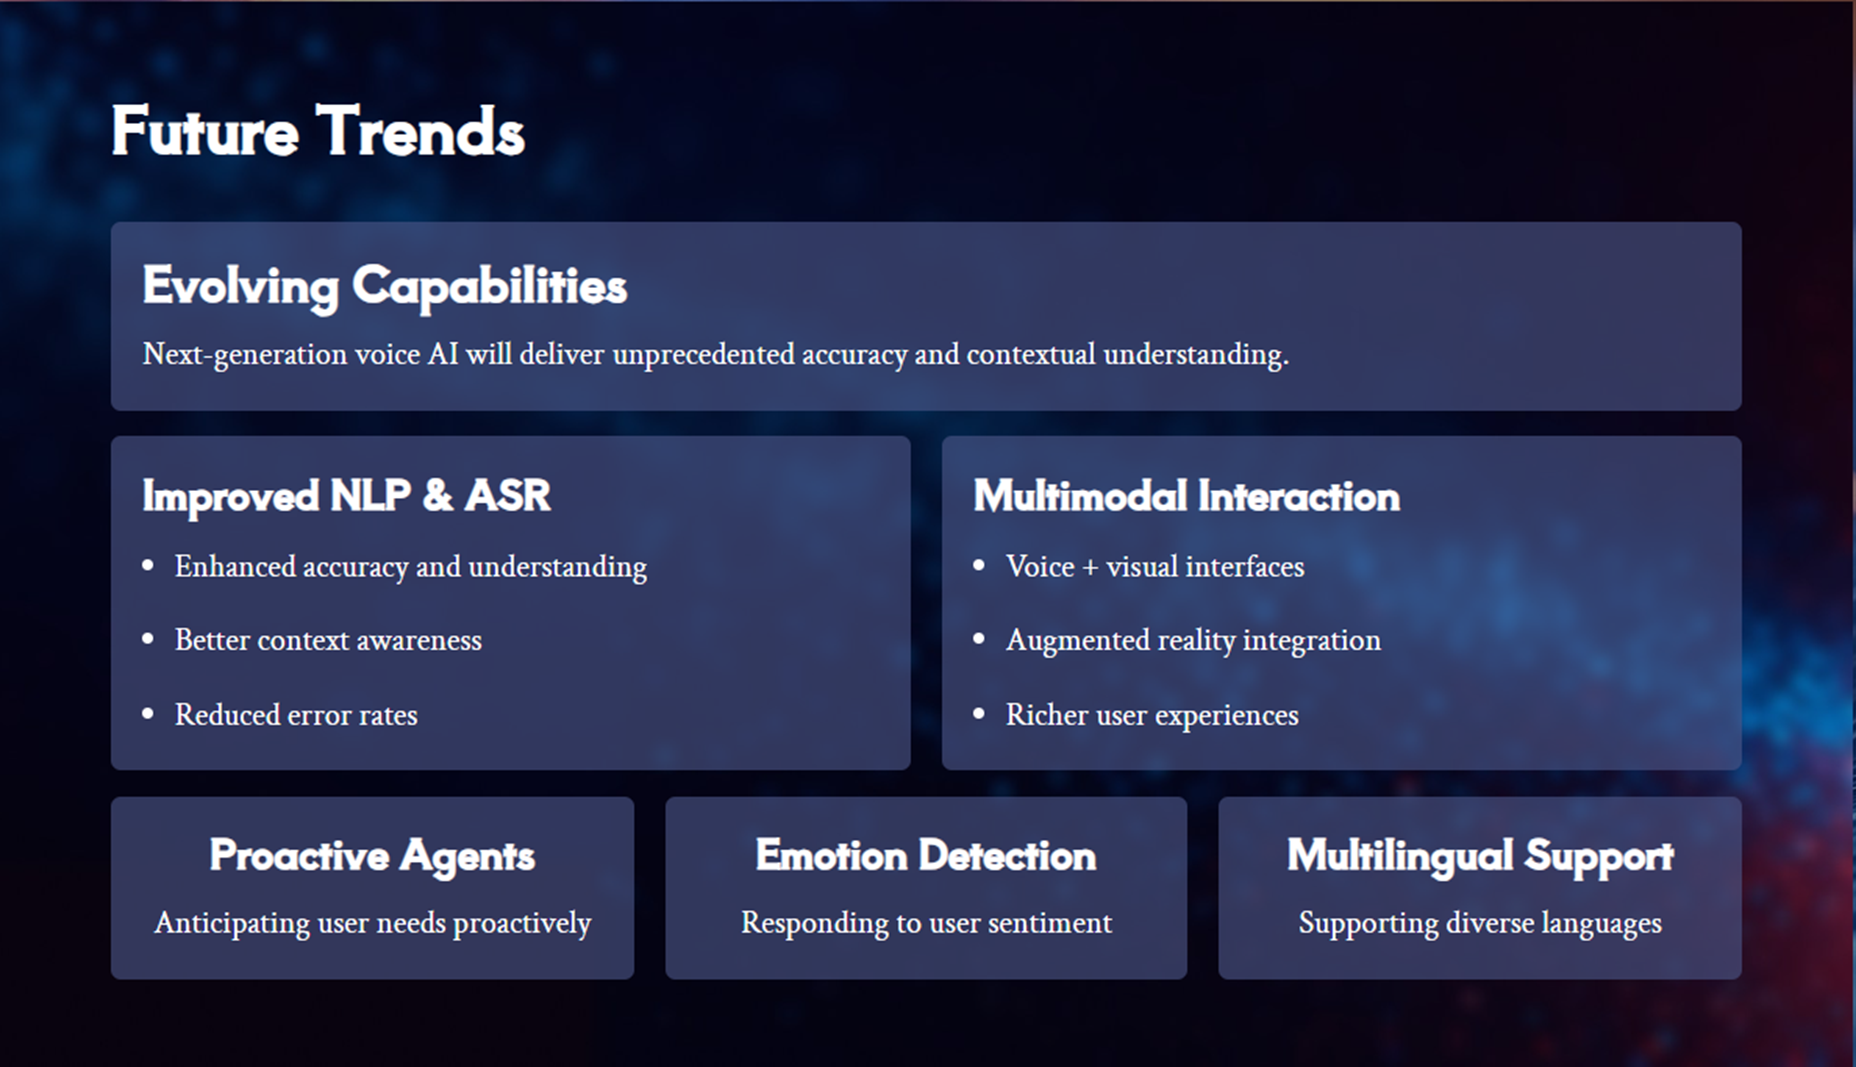 Future Trends
Evolving Capabilities
Next-generation voice AI will deliver unprecedented accuracy and contextual understanding.
Improved NLP & ASR
• Enhanced accuracy and understanding
• Better context awareness
• Reduced error rates
Multimodal Interaction
• Voice + visual interfaces
• Augmented reality integration
• Richer user experiences
Proactive Agents
Anticipating user needs proactively
Emotion Detection
Responding to user sentiment
Multilingual Support
Supporting diverse languages